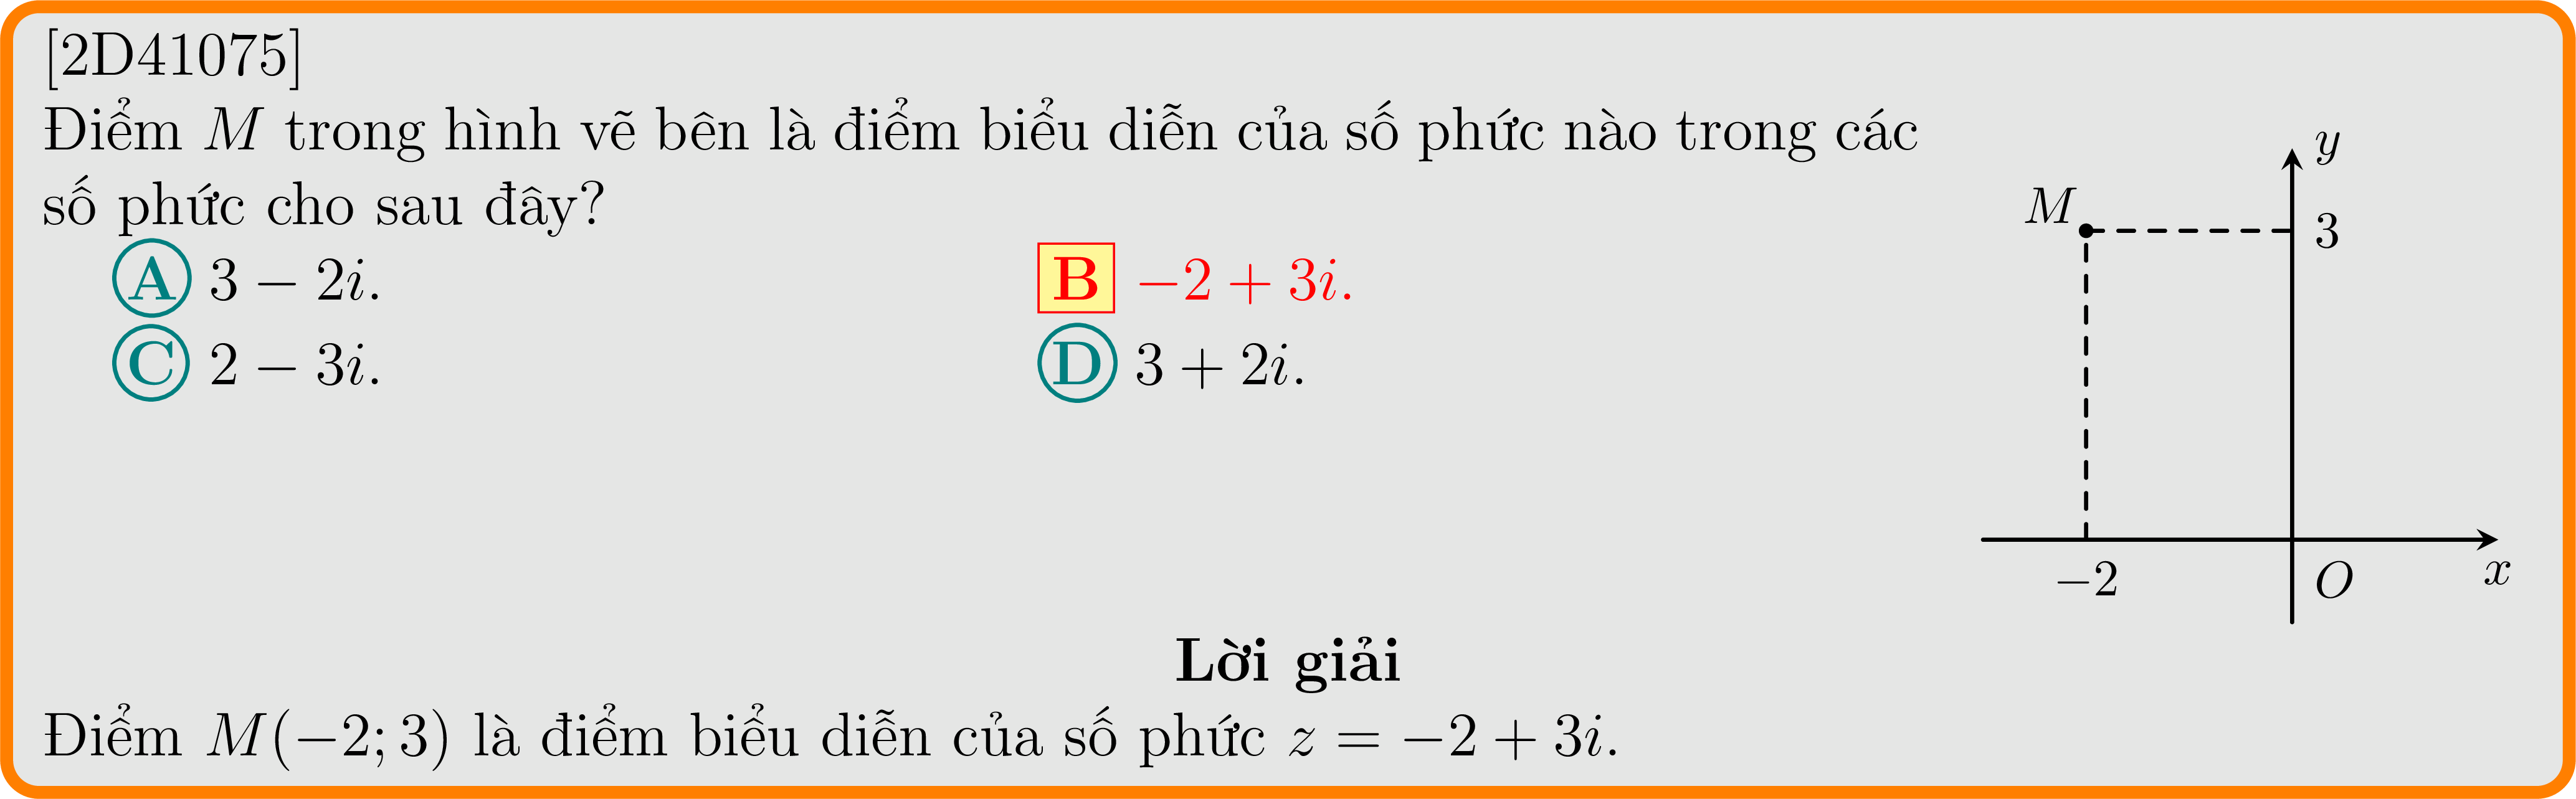 [2D41075]
Điểm M trong hình vẽ bên là điểm biểu diễn của số phức nào trong các
số phức cho sau đây?
A 3 − 2i.
B −2 + 3i.
C 2 − 3i.
D 3 + 2i.
y
M
3
−2
O
x
Lời giải
Điểm M(−2; 3) là điểm biểu diễn của số phức z = −2 + 3i.